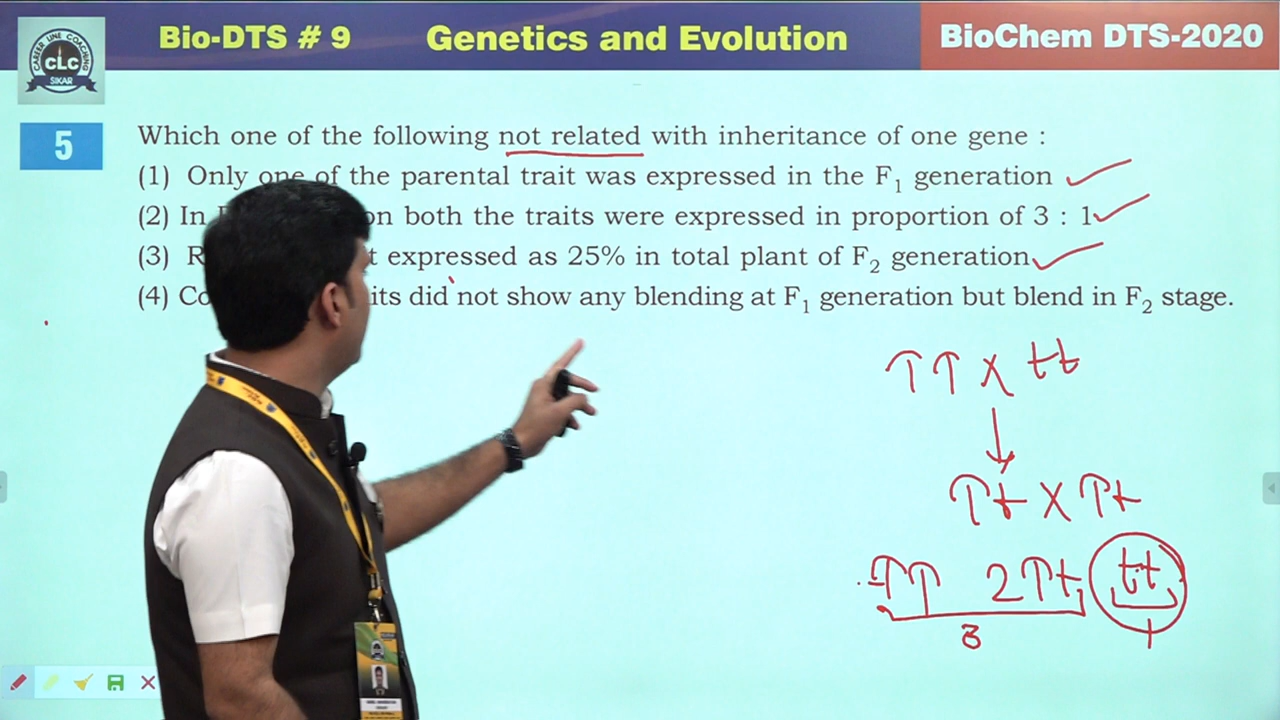 Bio-DTS # 9
Genetics and Evolution
BioChem DTS-2020
CAREER LINE COACHING
CLC
SIKAR
5
Which one of the following not related with inheritance of one gene :
(1) Only one of the parental trait was expressed in the F1 generation
(2) In on both the traits were expressed in proportion of 3 : 1
(3) expressed as 25% in total plant of F2 generation
(4) did not show any blending at F1 generation but blend in F2 stage.
TT X tt
Tt X Tt
TT 2Tt tt
3 1